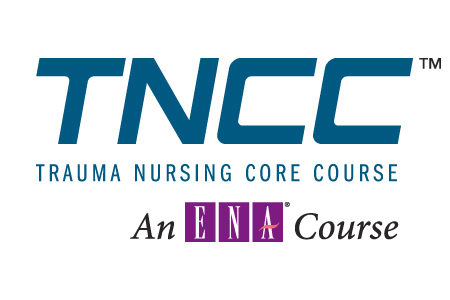 TNCC™
TRAUMA NURSING CORE COURSE
An ENA® Course